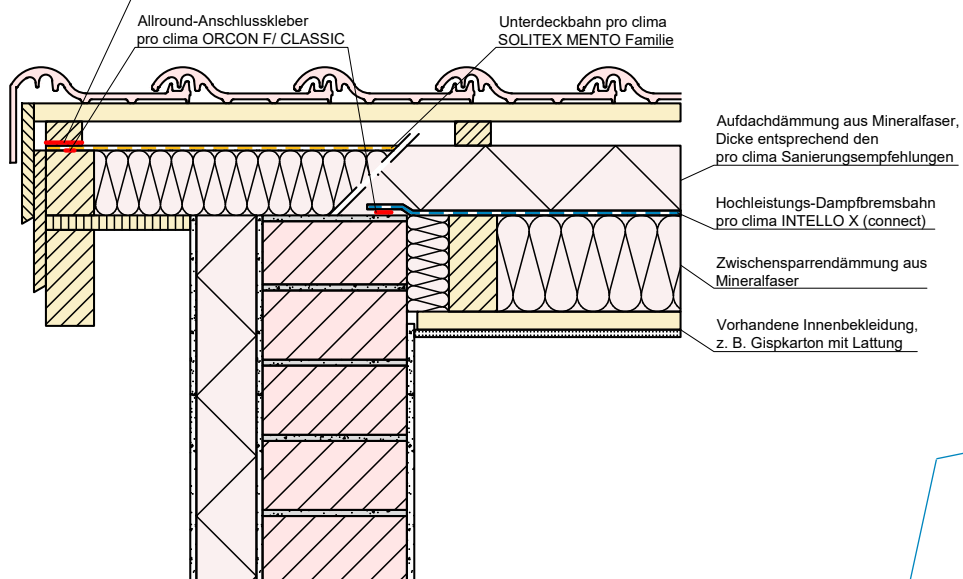 Allround-Anschlusskleber
pro clima ORCON F/ CLASSIC
Unterdeckbahn pro clima
SOLITEX MENTO Familie
Aufdachdämmung aus Mineralfaser,
Dicke entsprechend den
pro clima Sanierungsempfehlungen
Hochleistungs-Dampfbremsbahn
pro clima INTELLO X (connect)
Zwischensparrendämmung aus
Mineralfaser
Vorhandene Innenbekleidung,
z. B. Gispkarton mit Lattung